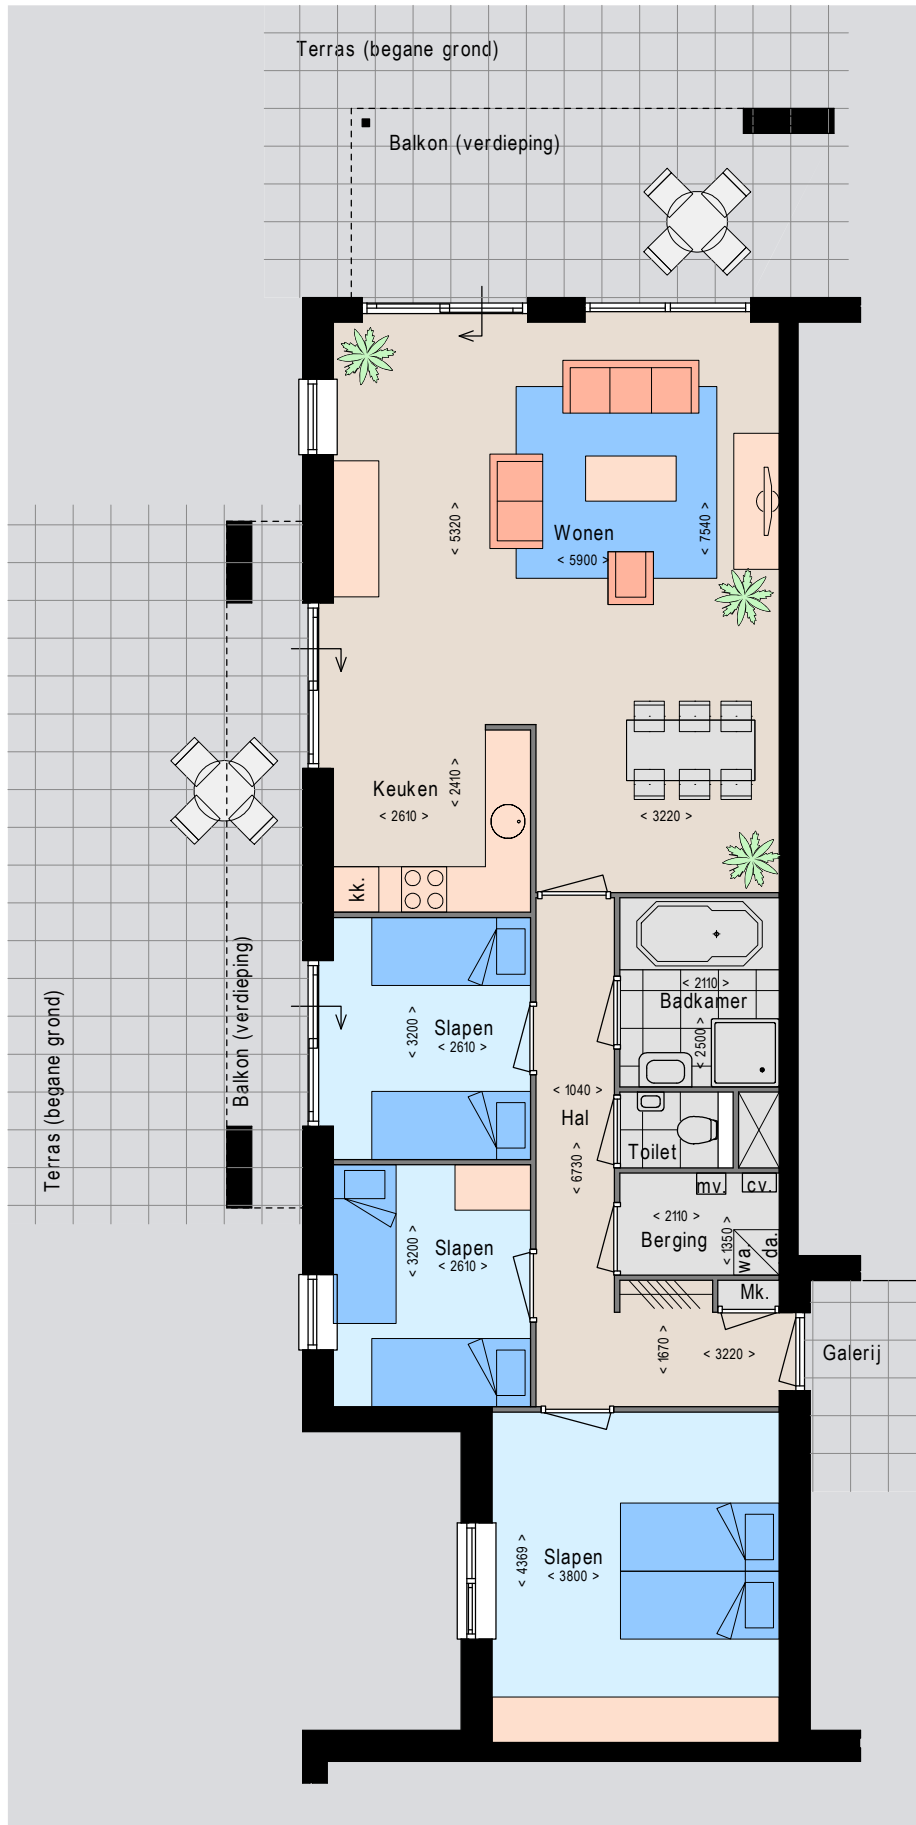 Terras (begane grond)
Balkon (verdieping)
< 5320 >
Wonen
< 5900 >
< 7540 >
Keuken
< 2610 >
< 2410 >
< 3220 >
kk.
Terras (begane grond)
Balkon (verdieping)
< 3200 >
Slapen
< 2610 >
< 2110 >
Badkamer
< 2500 >
< 1040 >
Hal
< 6730 >
Toilet
mv.
cv.
< 2110 >
Berging
< 1350 >
wa.
da.
< 3200 >
Slapen
< 2610 >
Mk.
< 1670 >
< 3220 >
Galerij
< 4369 >
Slapen
< 3800 >